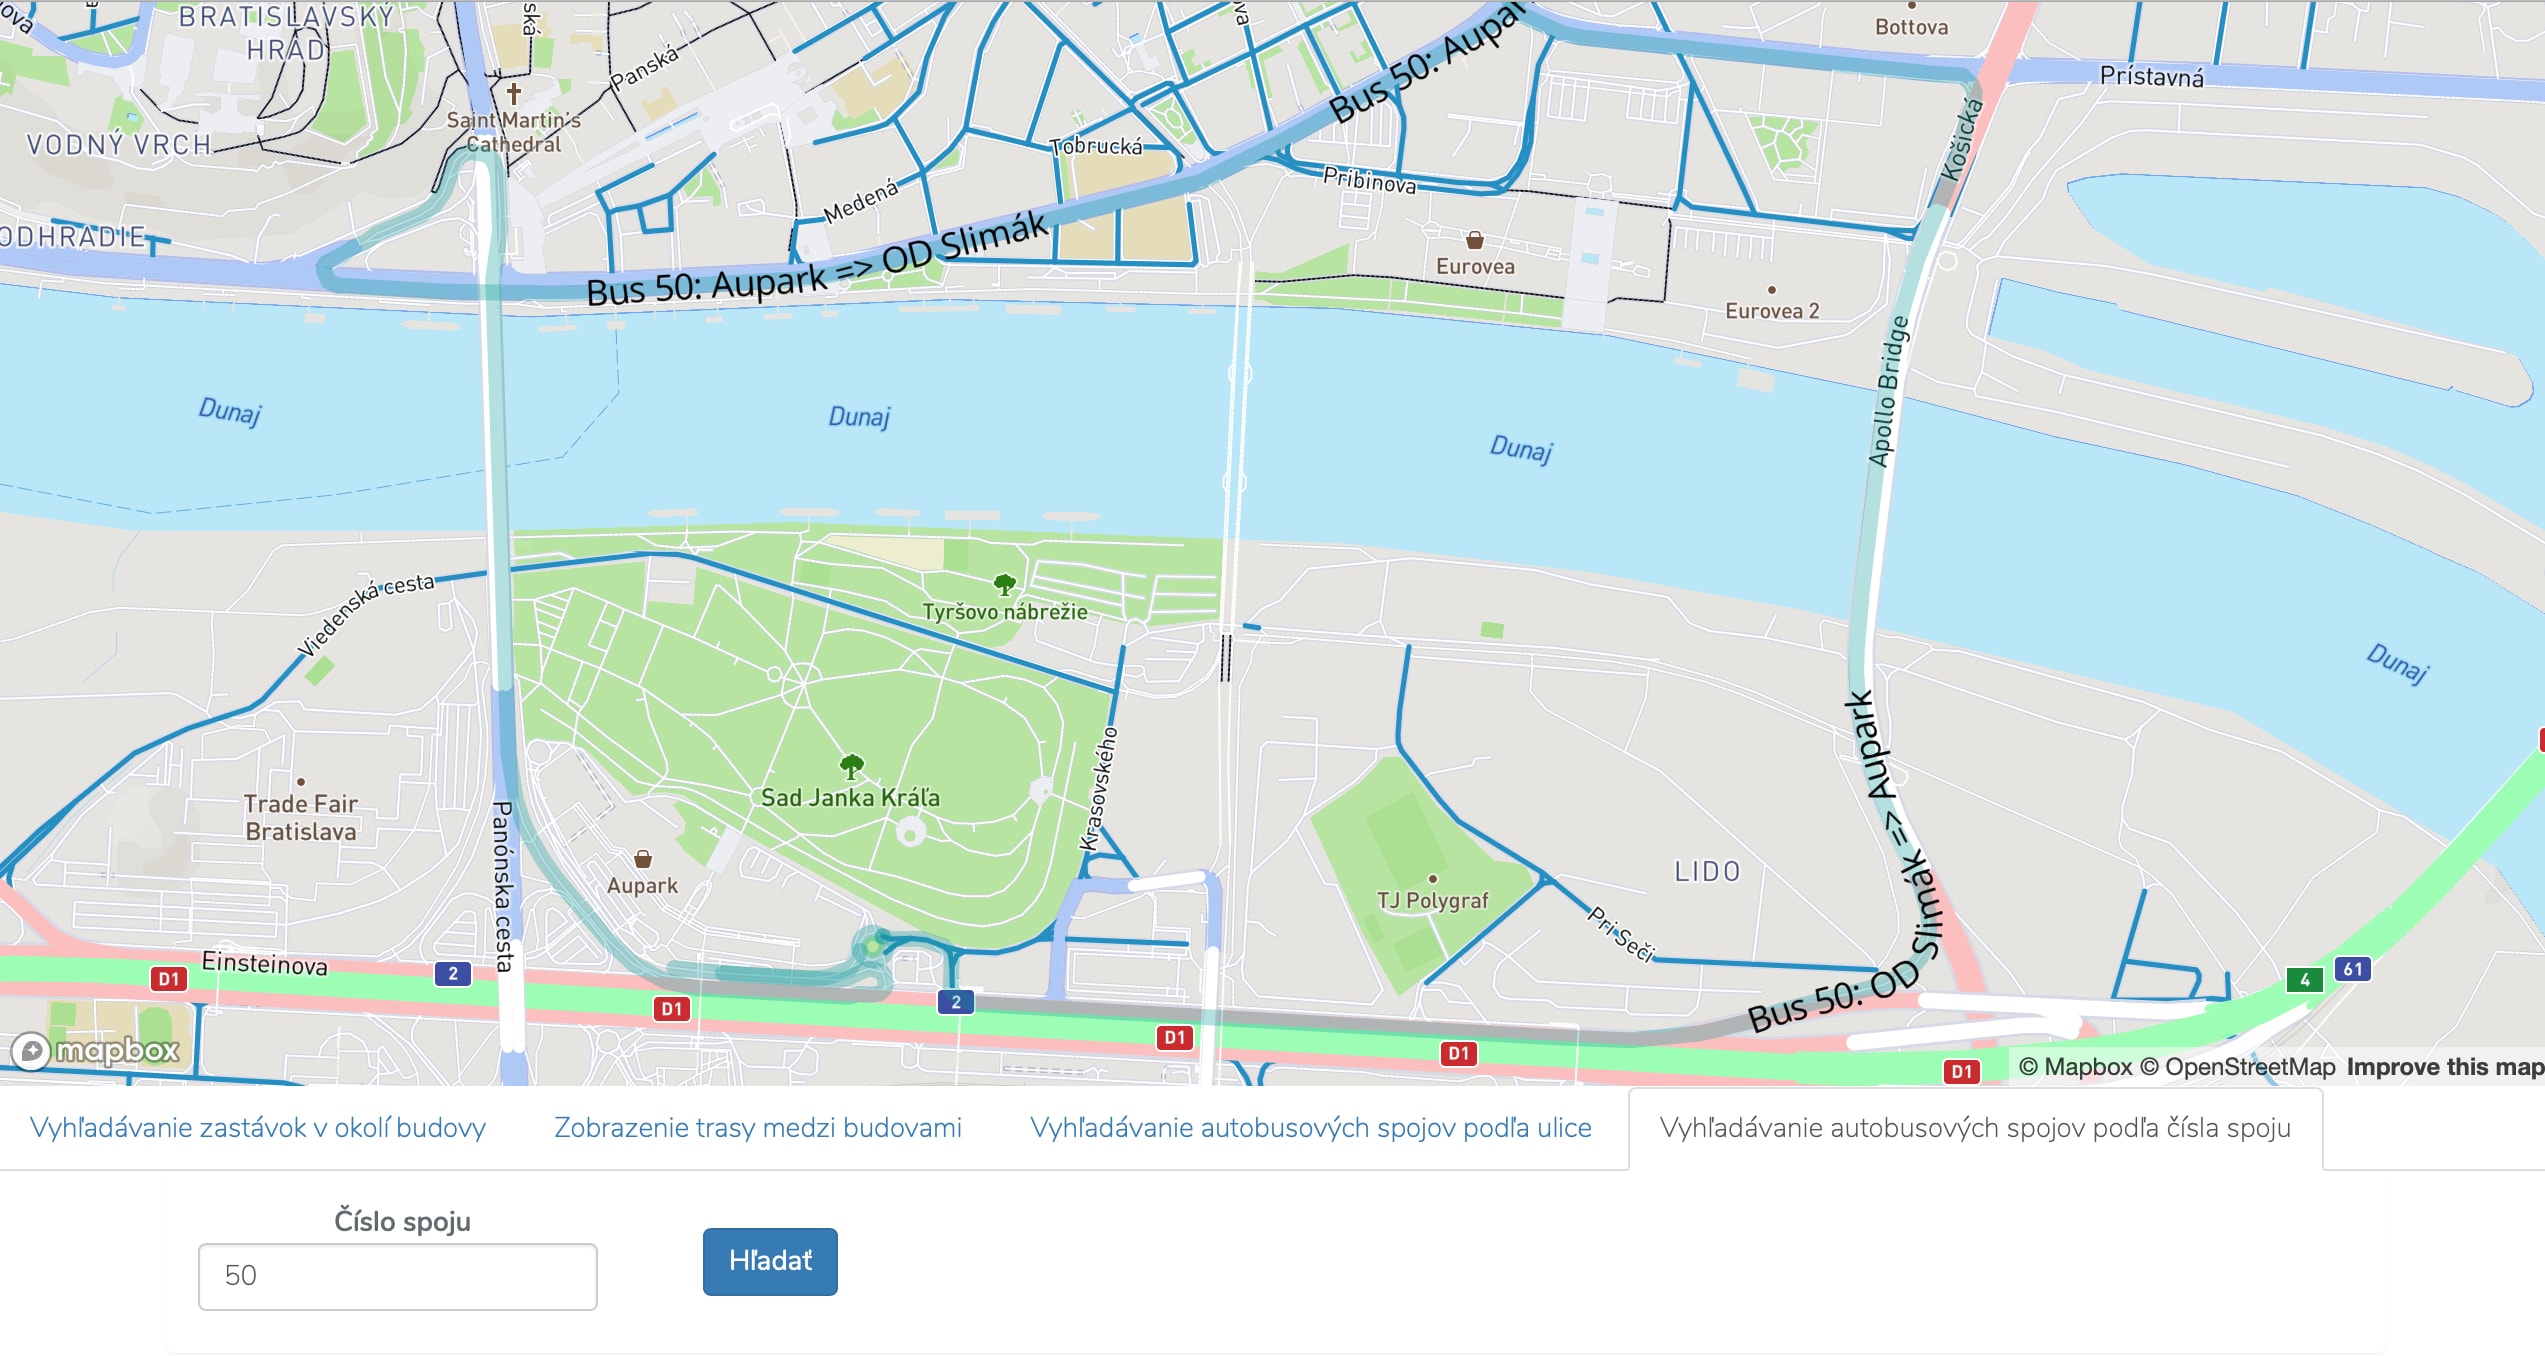 BRATISLAVSKÝ
HRAD
ská
Panská
Bottova
Prístavná
Saint Martin's
Cathedral
VODNÝ VRCH
Tobrucká
Košická
Medená
Pribinova
ODHRADIE
Bus 50: Aupark => OD Slimák
Bus 50: Aupar
Eurovea
Eurovea 2
Apollo Bridge
Dunaj
Dunaj
Dunaj
Dunaj
Viedenská cesta
Tyršovo nábrežie
Trade Fair
Bratislava
Sad Janka Kráľa
Krasovského
Panónska cesta
Aupark
TJ Polygraf
LIDO
Pri Seči
Bus 50: OD Slimák => Aupark
Einsteinova
D1
2
D1
2
D1
D1
D1
4
61
mapbox
© Mapbox © OpenStreetMap Improve this map
Vyhľadávanie zastávok v okolí budovy
Zobrazenie trasy medzi budovami
Vyhľadávanie autobusových spojov podľa ulice
Vyhľadávanie autobusových spojov podľa čísla spoju
Číslo spoju
50
Hľadať